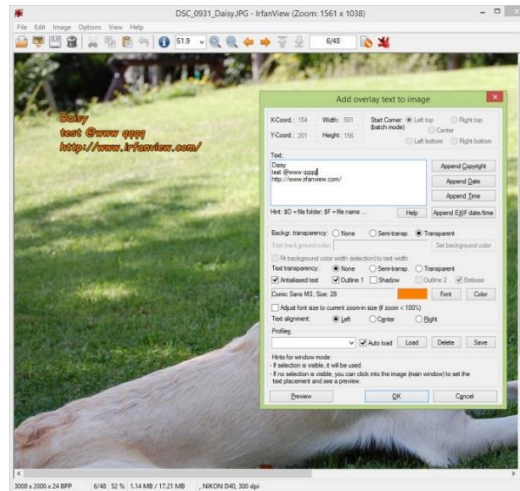 DSC_0931_Daisy.JPG - IrfanView (Zoom: 1561 x 1038)
File Edit Image Options View Help
51.9 6/48
Daisy
test @www qqqq
http://www.irfanview.com/
Add overlay text to image
X-Coord.: 154 Width: 501 Start Corner: Left top Right top
(batch mode) Center
Y-Coord.: 201 Height: 156 Left bottom Right bottom
Text:
Daisy
test @www qqqq
http://www.irfanview.com/
Append Copyright
Append Date
Append Time
Hint: $D = file folder; $F = file name ... Help Append EXIF date/time
Backgr. transparency: None Semi-transp. Transparent
Text background color: Set background color
Fit background color width (selection) to text width
Text transparency: None Semi-transp. Transparent
Antialiased text Outline 1 Shadow Outline 2 Emboss
Comic Sans MS, Size: 28 Font Color
Adjust font size to current zoom-in size (if zoom < 100%)
Text alignment: Left Center Right
Profiles:
Auto load Load Delete Save
Hints for window mode:
- If selection is visible, it will be used.
- If no selection is visible, you can click into the image (main window) to set the
text placement and see a preview.
Preview OK Cancel
3008 x 2000 x 24 BPP 6/48 52 % 1.14 MB / 17.21 MB , NIKON D40, 300 dpi